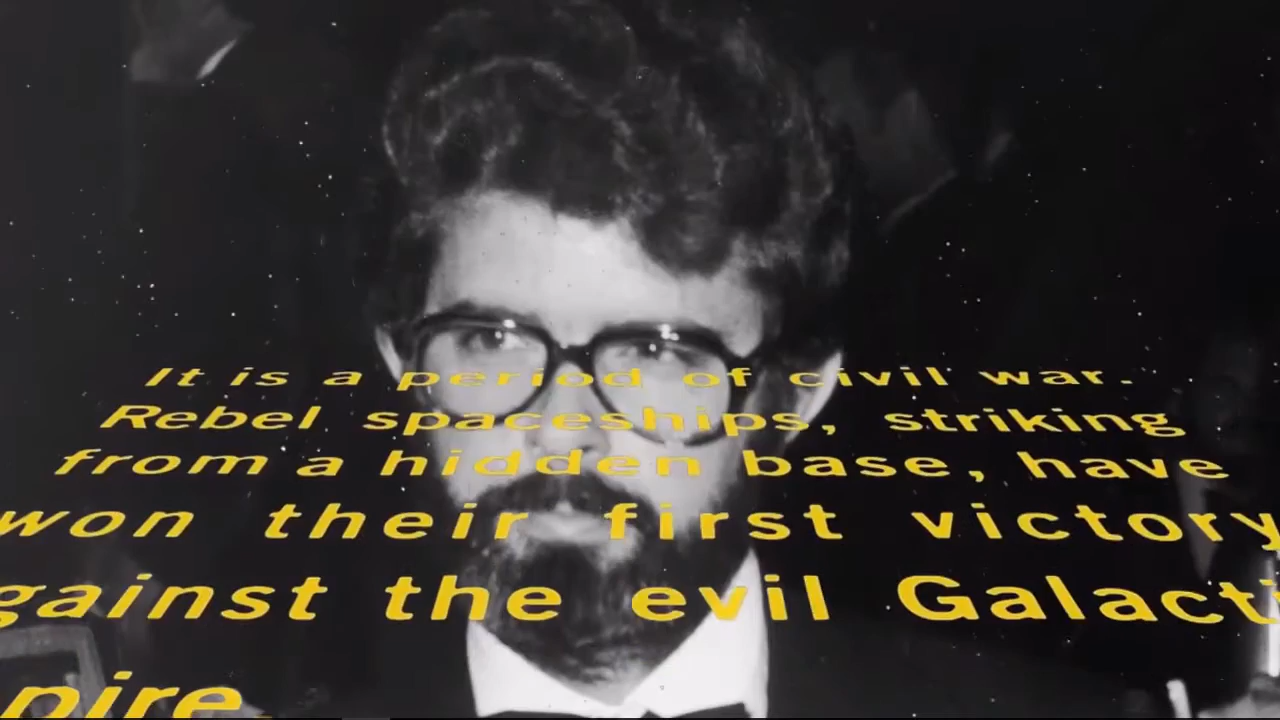 It is a period of civil war.
Rebel spaceships, striking
from a hidden base, have
won their first victory
gainst the evil Galacti
pire.